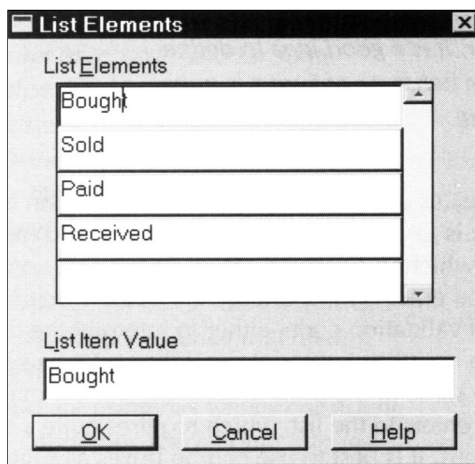 List Elements
List Elements
Bought
Sold
Paid
Received
List Item Value
Bought
OK
Cancel
Help